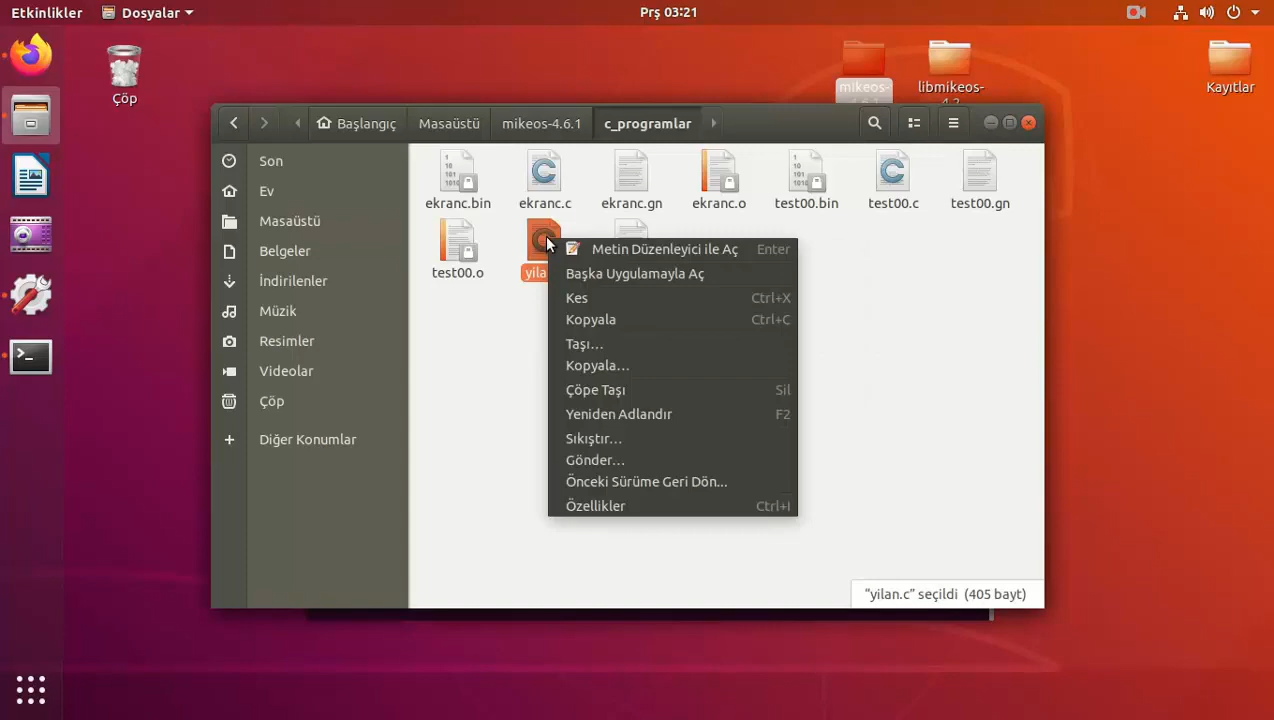 Etkinlikler
Dosyalar
Prş 03:21
Çöp
mikeos-
libmikeos-
Kayıtlar
Başlangıç
Masaüstü
mikeos-4.6.1
c_programlar
Son
Ev
Masaüstü
Belgeler
İndirilenler
Müzik
Resimler
Videolar
Çöp
Diğer Konumlar
ekranc.bin
ekranc.c
ekranc.gn
ekranc.o
test00.bin
test00.c
test00.gn
test00.o
yila
Metin Düzenleyici ile Aç Enter
Başka Uygulamayla Aç
Kes Ctrl+X
Kopyala Ctrl+C
Taşı...
Kopyala...
Çöpe Taşı Sil
Yeniden Adlandır F2
Sıkıştır...
Gönder...
Önceki Sürüme Geri Dön...
Özellikler Ctrl+I
“yilan.c” seçildi (405 bayt)